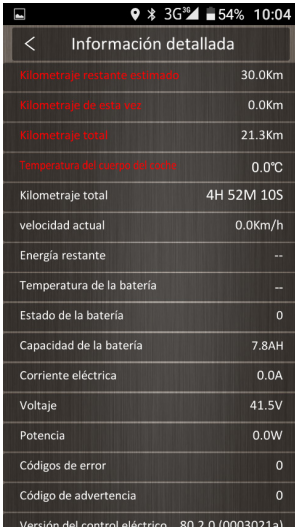 3G 3G 54% 10:04
Información detallada
Kilometraje restante estimado 30.0Km
Kilometraje de esta vez 0.0Km
Kilometraje total 21.3Km
Temperatura del cuerpo del coche 0.0℃
Kilometraje total 4H 52M 10S
velocidad actual 0.0Km/h
Energía restante --
Temperatura de la batería --
Estado de la batería 0
Capacidad de la batería 7.8AH
Corriente eléctrica 0.0A
Voltaje 41.5V
Potencia 0.0W
Códigos de error 0
Código de advertencia 0
Versión del control eléctrico 80.2.0 (0003021a)